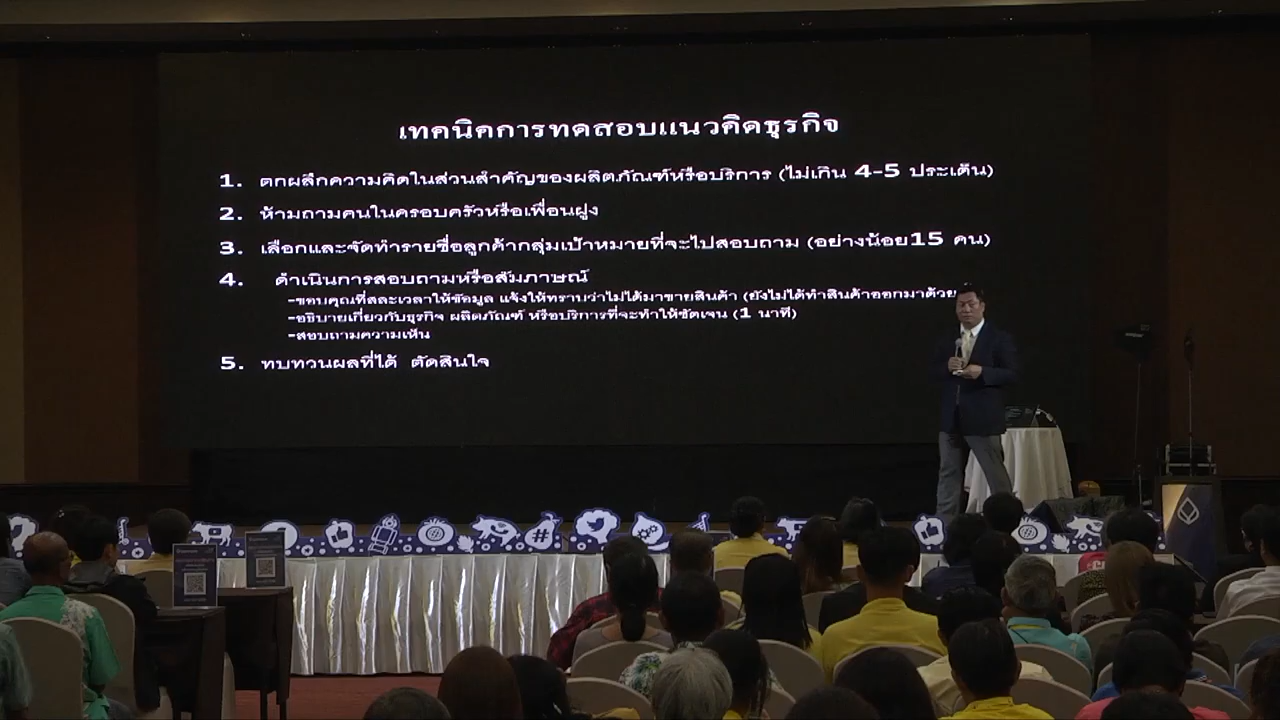 เทคนิคการทดสอบแนวคิดธุรกิจ
1. ตกผลึกความคิดในส่วนสำคัญของผลิตภัณฑ์หรือบริการ (ไม่เกิน 4-5 ประเด็น)
2. ห้ามถามคนในครอบครัวหรือเพื่อนฝูง
3. เลือกและจัดทำรายชื่อลูกค้ากลุ่มเป้าหมายที่จะไปสอบถาม (อย่างน้อย15 คน)
4. ดำเนินการสอบถามหรือสัมภาษณ์
-ขอบคุณที่สละเวลาให้ข้อมูล แจ้งให้ทราบว่าไม่ได้มาขายสินค้า (ยังไม่ได้ทำสินค้าออกมาด้วย
-อธิบายเกี่ยวกับธุรกิจ ผลิตภัณฑ์ หรือบริการที่จะทำให้ชัดเจน (1 นาที)
-สอบถามความเห็น
5. ทบทวนผลที่ได้ ตัดสินใจ
#